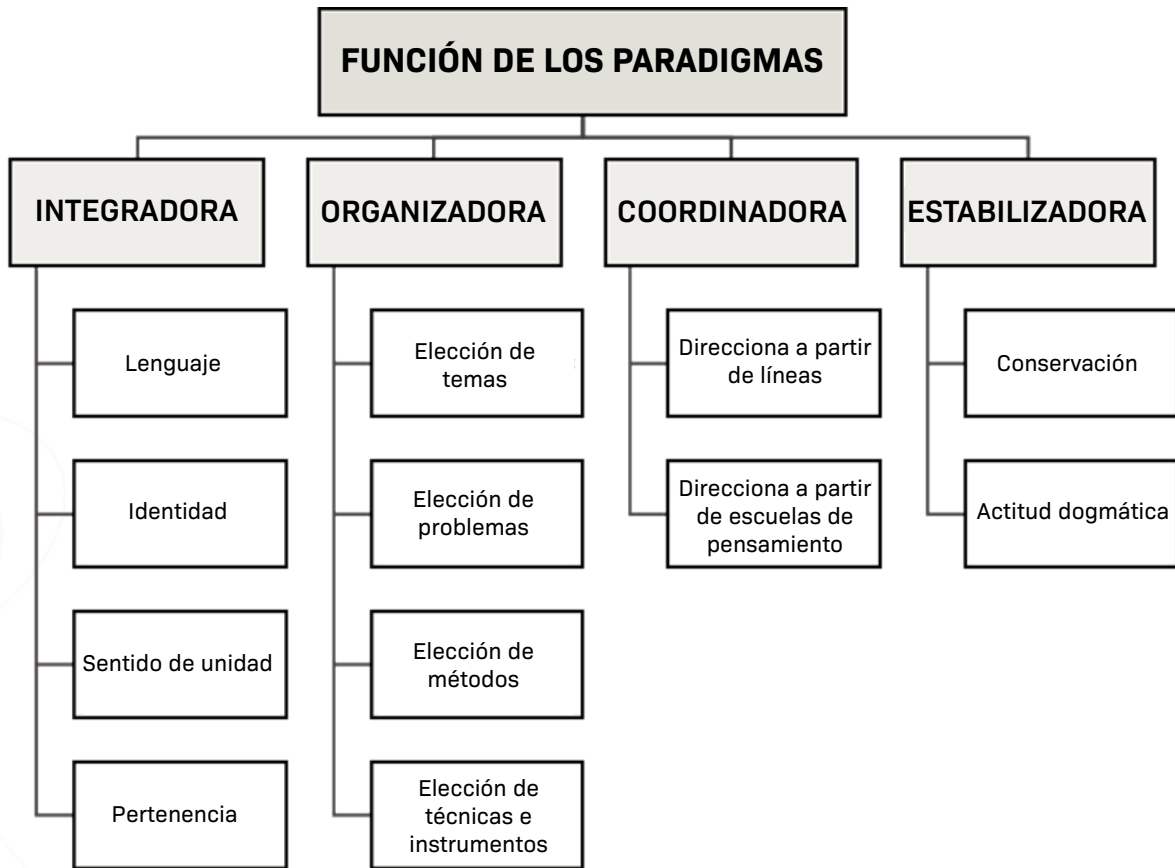 FUNCIÓN DE LOS PARADIGMAS
INTEGRADORA
Lenguaje
Identidad
Sentido de unidad
Pertenencia
ORGANIZADORA
Elección de
temas
Elección de
problemas
Elección de
métodos
Elección de
técnicas e
instrumentos
COORDINADORA
Direcciona a partir
de líneas
Direcciona a partir
de escuelas de
pensamiento
ESTABILIZADORA
Conservación
Actitud dogmática